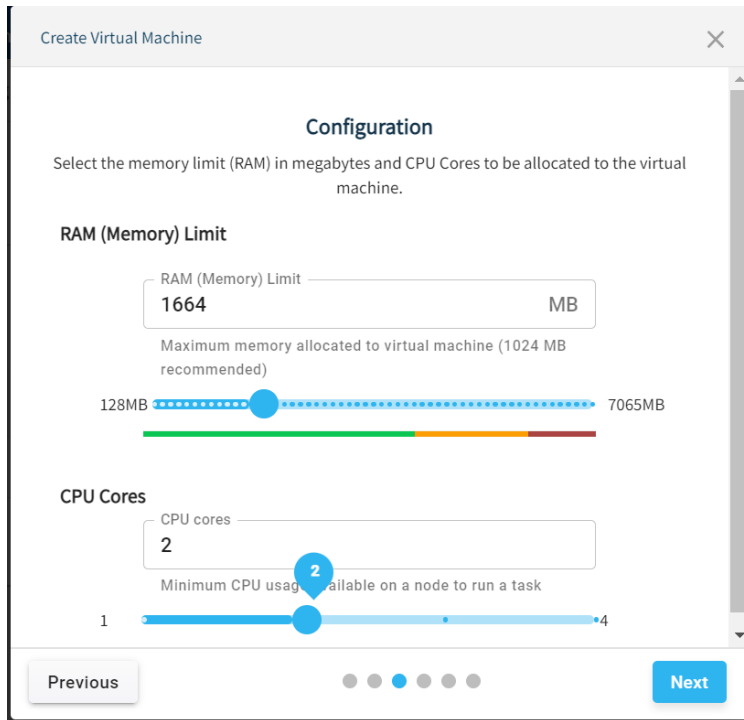 Create Virtual Machine
Configuration
Select the memory limit (RAM) in megabytes and CPU Cores to be allocated to the virtual
machine.
RAM (Memory) Limit
RAM (Memory) Limit
1664 MB
Maximum memory allocated to virtual machine (1024 MB
recommended)
128MB 7065MB
CPU Cores
CPU cores
2
2
Minimum CPU usage available on a node to run a task
1 4
Previous Next